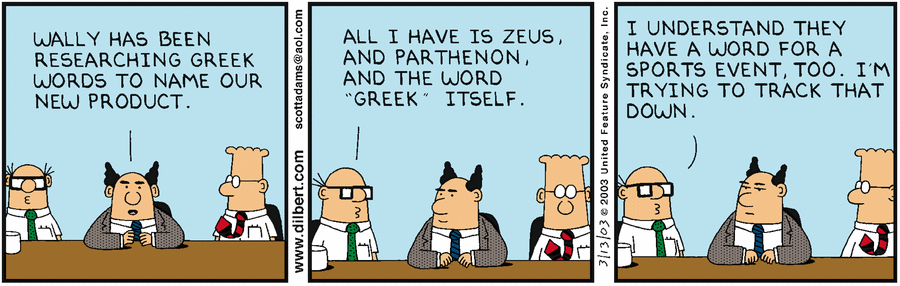 WALLY HAS BEEN
RESEARCHING GREEK
WORDS TO NAME OUR
NEW PRODUCT.
www.dilbert.com scottadams@aol.com
ALL I HAVE IS ZEUS,
AND PARTHENON,
AND THE WORD
"GREEK" ITSELF.
3/13/03 © 2003 United Feature Syndicate, Inc.
I UNDERSTAND THEY
HAVE A WORD FOR A
SPORTS EVENT, TOO. I'M
TRYING TO TRACK THAT
DOWN.